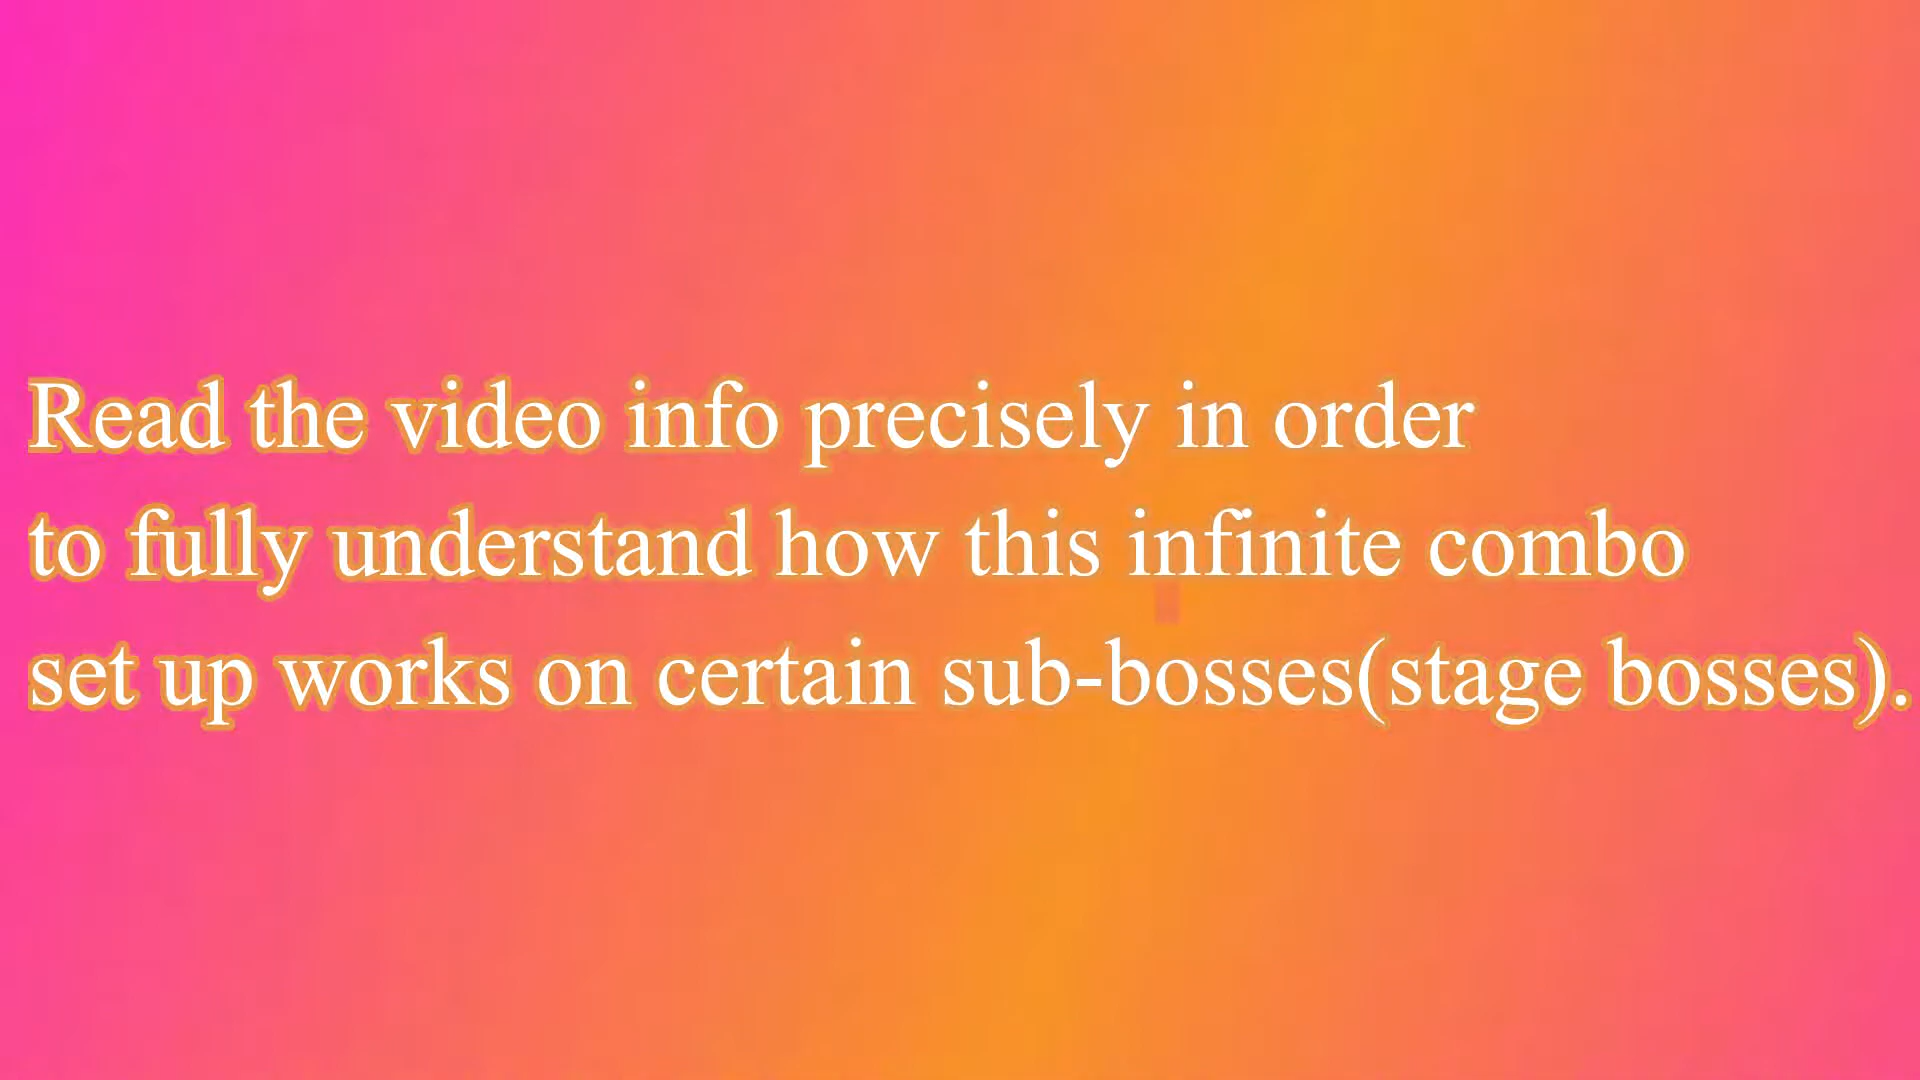 Read the video info precisely in order
to fully understand how this infinite combo
set up works on certain sub-bosses(stage bosses).